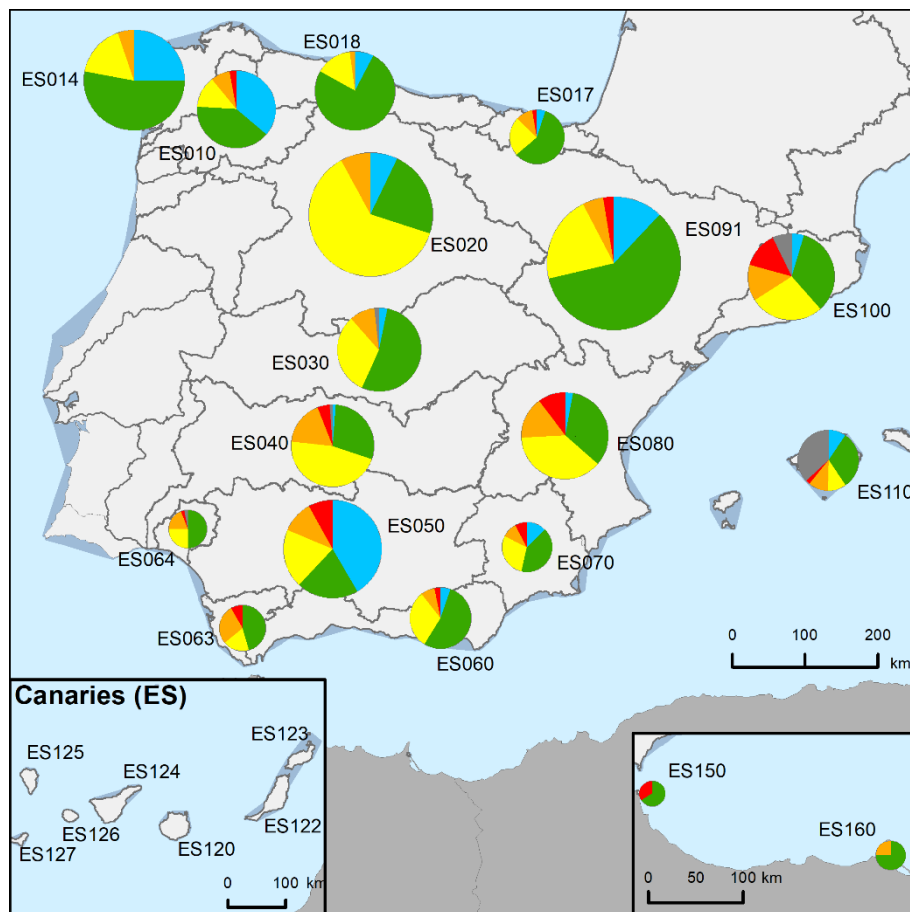 ES018
ES014
ES017
ES010
ES020
ES091
ES100
ES030
ES040
ES080
ES110
ES050
ES064
ES070
ES063
ES060
0 100 200
km
Canaries (ES)
ES123
ES125
ES124
ES150
ES126
ES122
ES127
ES120
ES160
0 100 km
0 50 100
km